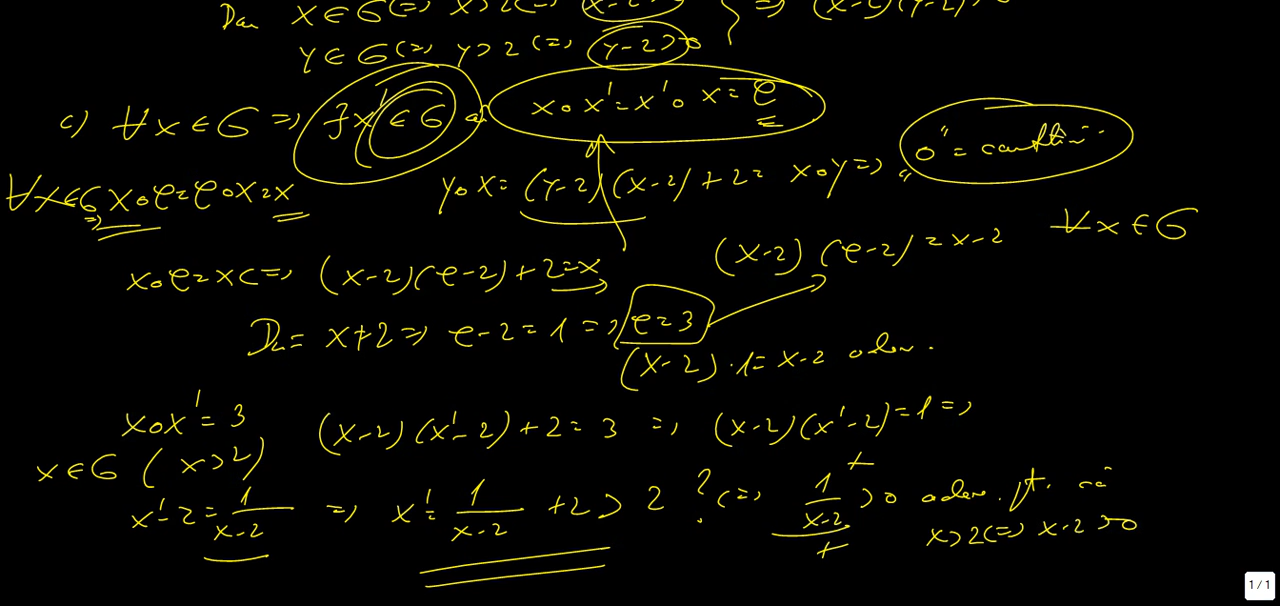 Dar x∈G ⇔ x>2 ⇔ x-2>0 } ⇒ (x-2)(y-2)>0
y∈G ⇔ y>2 ⇔ y-2>0
c) ∀x∈G ⇒ ∃x'∈G aî x∘x'=x'∘x=e
y∘x=(y-2)(x-2)+2=x∘y ⇒ "∘"=
∀x∈G ⇒ x∘e=e∘x=x
x∘e=x ⇔ (x-2)(e-2)+2=x
(x-2)(e-2)=x-2 ∀x∈G
x≠2 ⇒ e-2=1 ⇒ e=3
(x-2)·1=x-2 adev.
x∘x'=3 (x-2)(x'-2)+2=3 ⇒ (x-2)(x'-2)=1 ⇒
x∈G (x>2)
x'-2=1/(x-2) ⇒ x'=1/(x-2)+2>2 ? ⇔ 1/(x-2)>0 adev. pt. că
+
+
x>2 ⇔ x-2>0
1/1